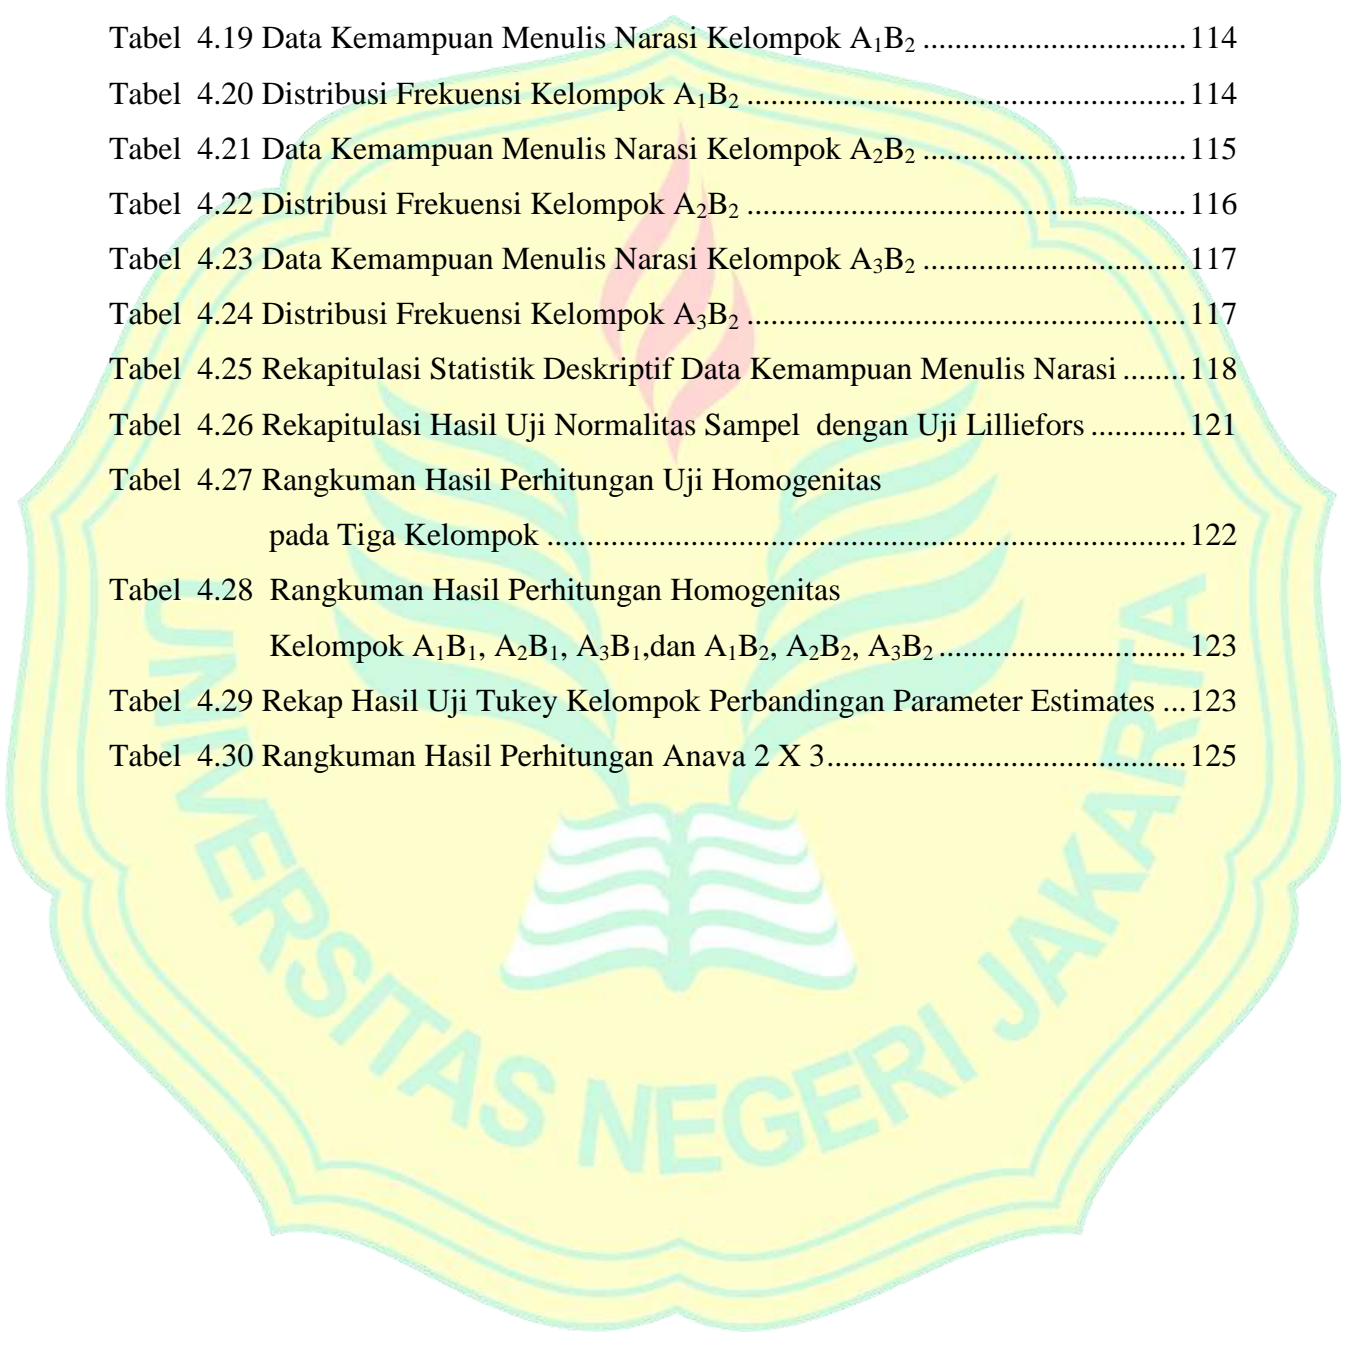 Tabel 4.19 Data Kemampuan Menulis Narasi Kelompok A₁B₂ ................................. 114
Tabel 4.20 Distribusi Frekuensi Kelompok A₁B₂ ....................................................... 114
Tabel 4.21 Data Kemampuan Menulis Narasi Kelompok A₂B₂ ................................. 115
Tabel 4.22 Distribusi Frekuensi Kelompok A₂B₂ ....................................................... 116
Tabel 4.23 Data Kemampuan Menulis Narasi Kelompok A₃B₂ ................................. 117
Tabel 4.24 Distribusi Frekuensi Kelompok A₃B₂ ....................................................... 117
Tabel 4.25 Rekapitulasi Statistik Deskriptif Data Kemampuan Menulis Narasi ........ 118
Tabel 4.26 Rekapitulasi Hasil Uji Normalitas Sampel dengan Uji Lilliefors ............ 121
Tabel 4.27 Rangkuman Hasil Perhitungan Uji Homogenitas
pada Tiga Kelompok ................................................................................ 122
Tabel 4.28 Rangkuman Hasil Perhitungan Homogenitas
Kelompok A₁B₁, A₂B₁, A₃B₁,dan A₁B₂, A₂B₂, A₃B₂ ............................... 123
Tabel 4.29 Rekap Hasil Uji Tukey Kelompok Perbandingan Parameter Estimates ... 123
Tabel 4.30 Rangkuman Hasil Perhitungan Anava 2 X 3 ............................................. 125
UNIVERSITAS NEGERI JAKARTA